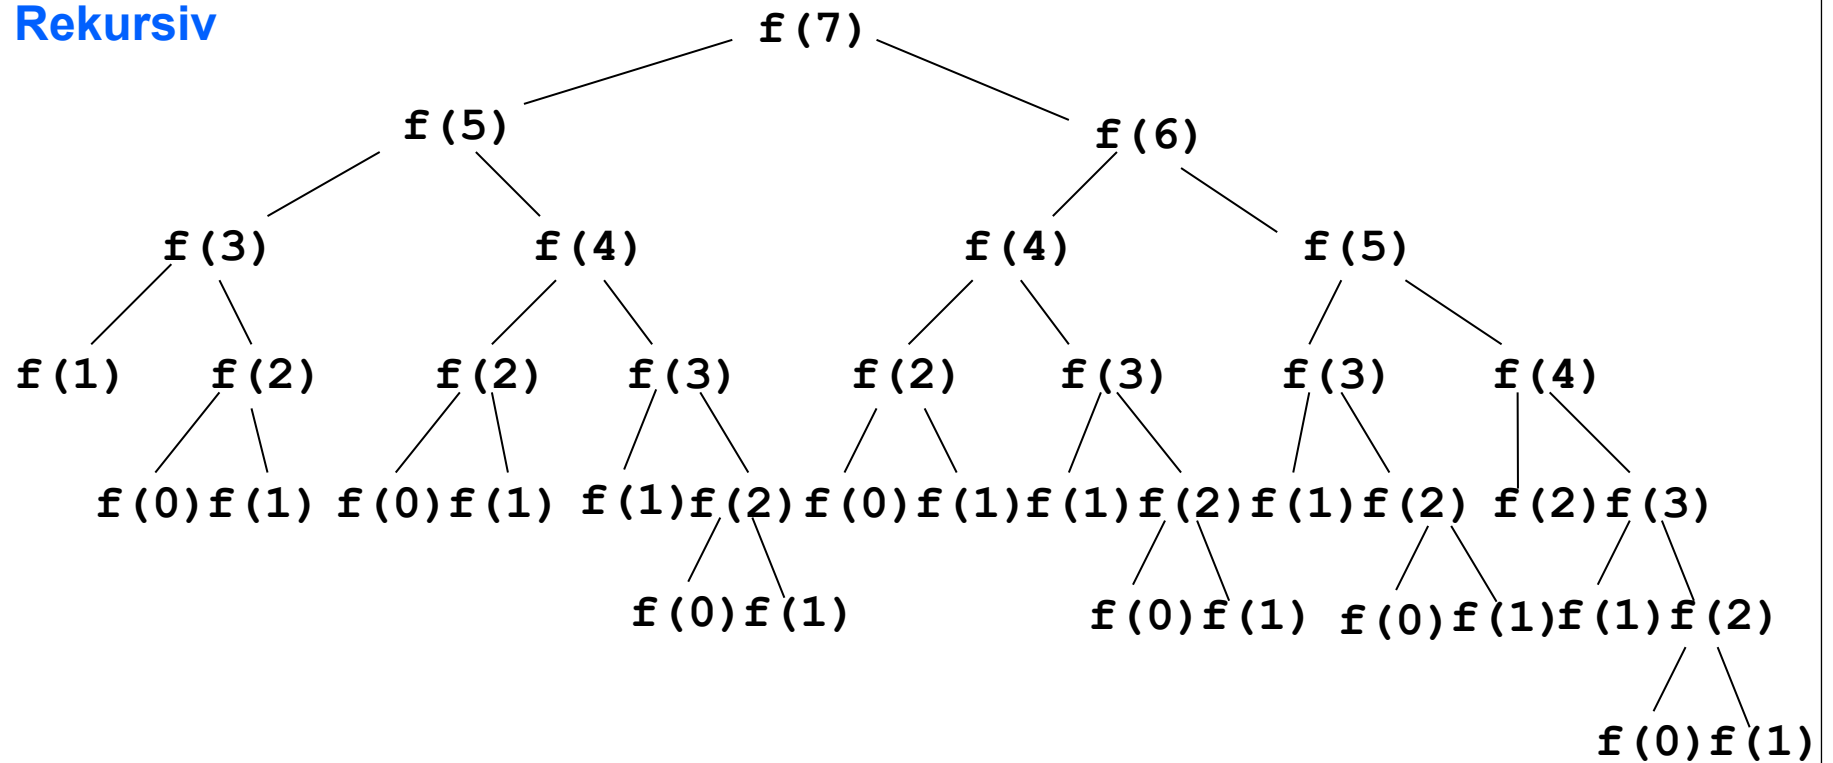 Rekursiv
f(7)
f(5) f(6)
f(3) f(4) f(4) f(5)
f(1) f(2) f(2) f(3) f(2) f(3) f(3) f(4)
f(0) f(1) f(0) f(1) f(1) f(2) f(0) f(1) f(1) f(2) f(1) f(2) f(2) f(3)
f(0) f(1) f(0) f(1) f(0) f(1) f(1) f(2)
f(0) f(1)